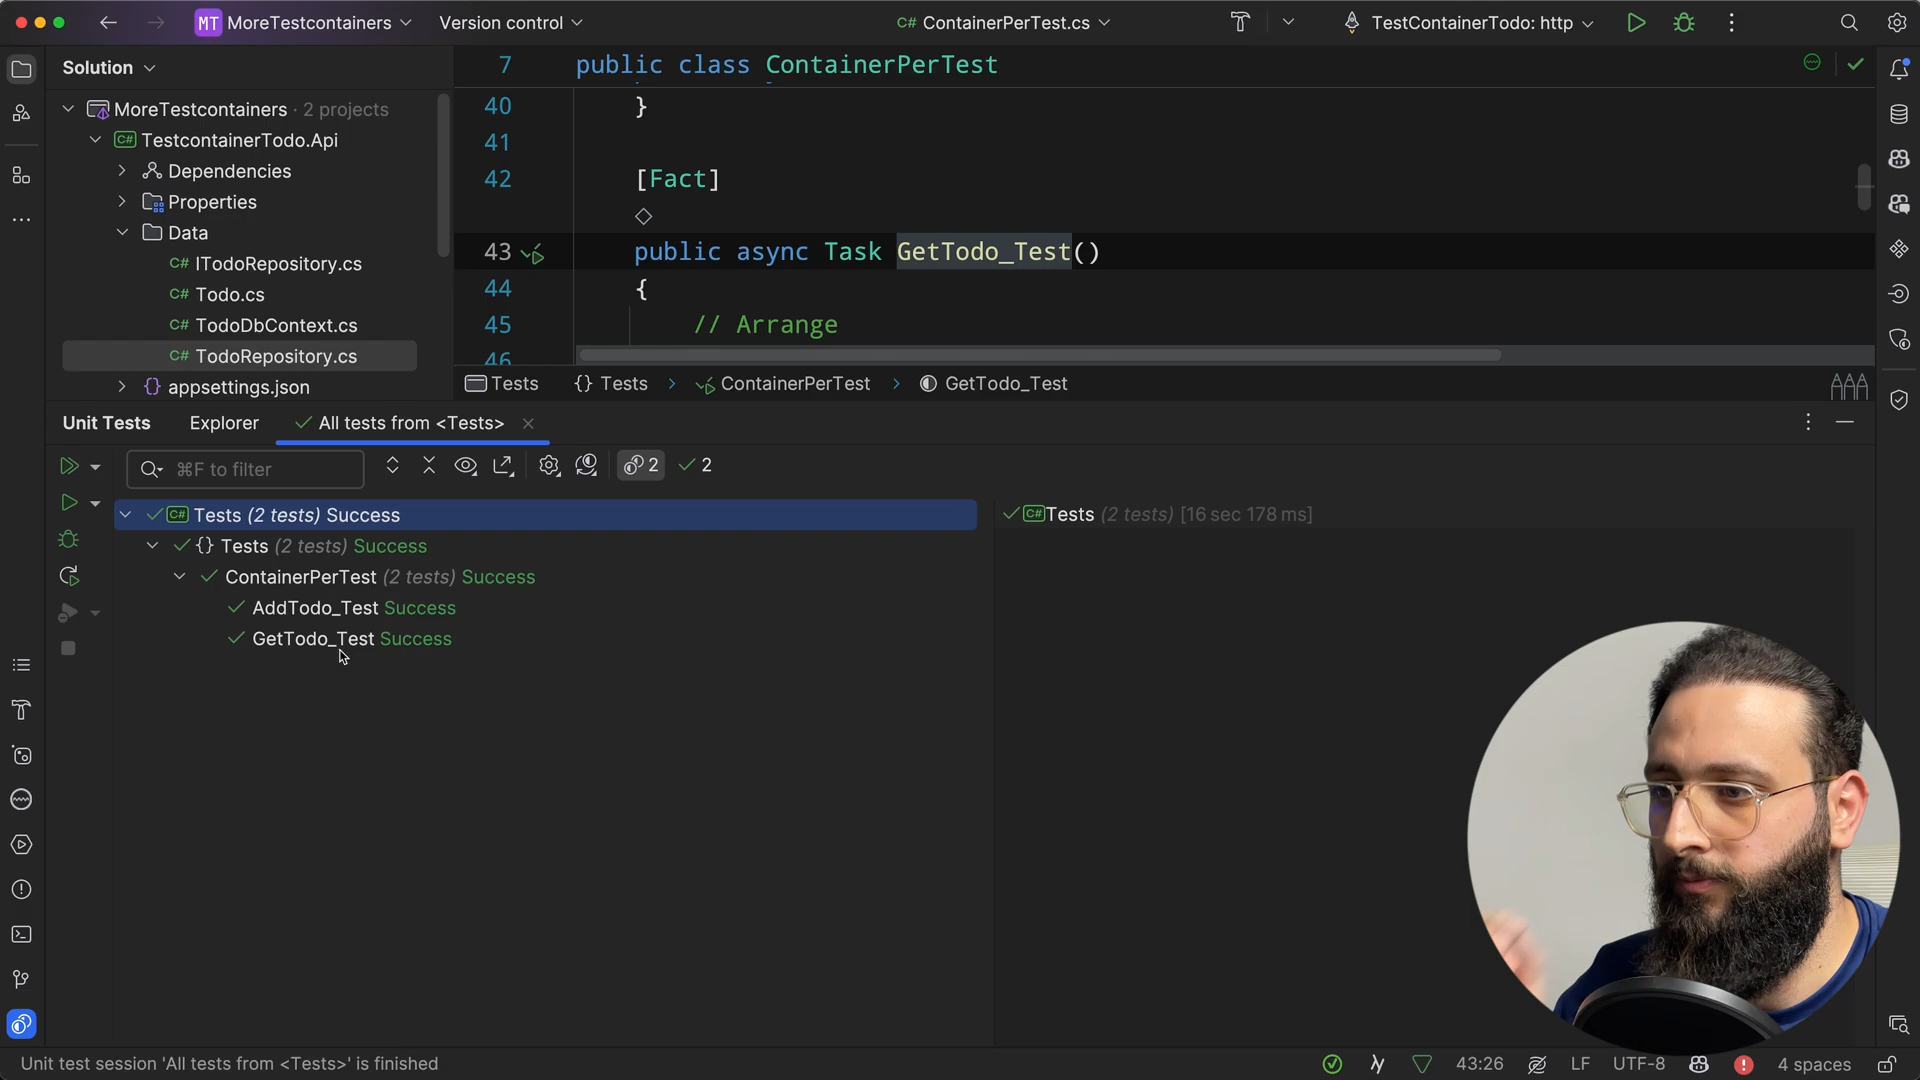 MT MoreTestcontainers Version control C# ContainerPerTest.cs TestContainerTodo: http
Solution
MoreTestcontainers · 2 projects
C# TestcontainerTodo.Api
Dependencies
Properties
Data
C# ITodoRepository.cs
C# Todo.cs
C# TodoDbContext.cs
C# TodoRepository.cs
{} appsettings.json
7 public class ContainerPerTest
40 }
41
42 [Fact]
43 public async Task GetTodo_Test()
44 {
45 // Arrange
46
Tests {} Tests ContainerPerTest GetTodo_Test
Unit Tests Explorer All tests from <Tests>
⌘F to filter 2 2
C# Tests (2 tests) Success
{} Tests (2 tests) Success
ContainerPerTest (2 tests) Success
AddTodo_Test Success
GetTodo_Test Success
C# Tests (2 tests) [16 sec 178 ms]
Unit test session 'All tests from <Tests>' is finished 43:26 LF UTF-8 4 spaces